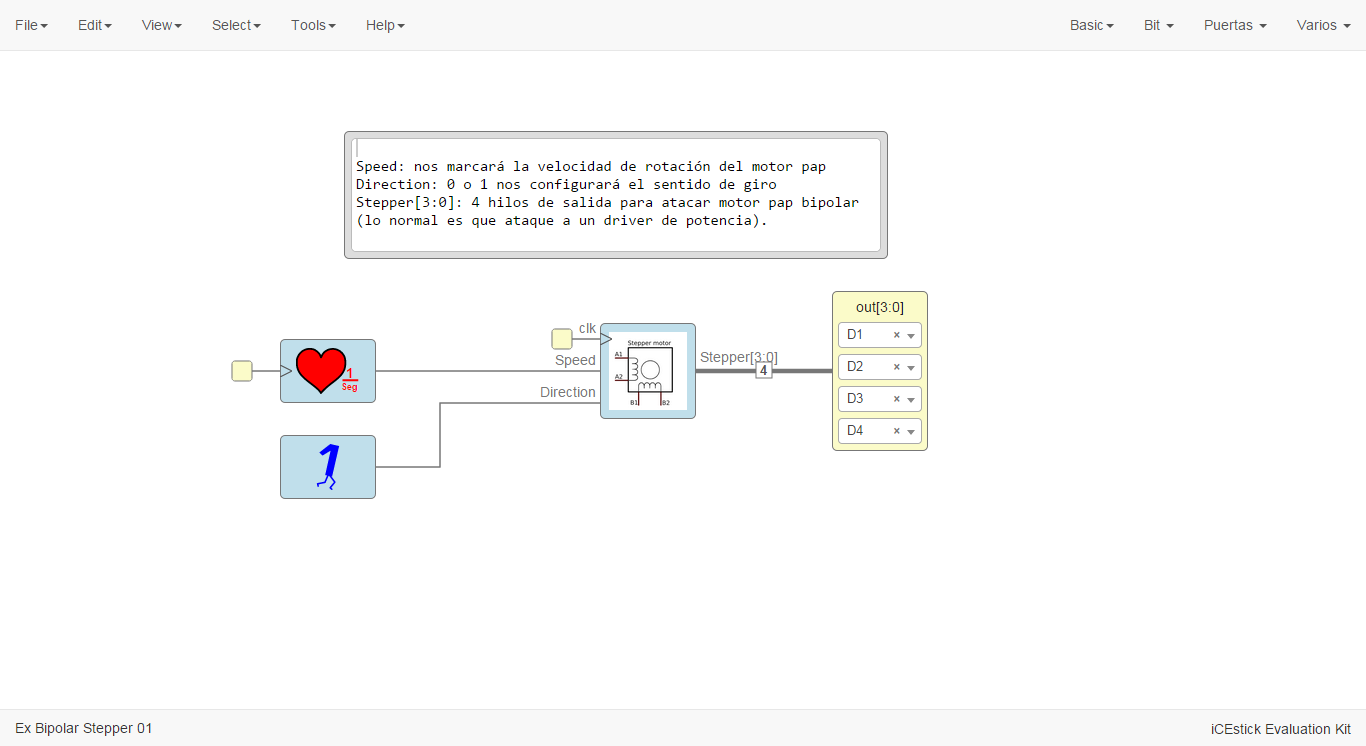 File Edit View Select Tools Help Basic Bit Puertas Varios
Speed: nos marcará la velocidad de rotación del motor pap
Direction: 0 o 1 nos configurará el sentido de giro
Stepper[3:0]: 4 hilos de salida para atacar motor pap bipolar
(lo normal es que ataque a un driver de potencia).
out[3:0]
D1 ×
D2 ×
D3 ×
D4 ×
clk
Speed
Direction
Stepper motor
A1
A2
B1 B2
Stepper[3:0]
4
1
Seg
1
Ex Bipolar Stepper 01
iCEstick Evaluation Kit